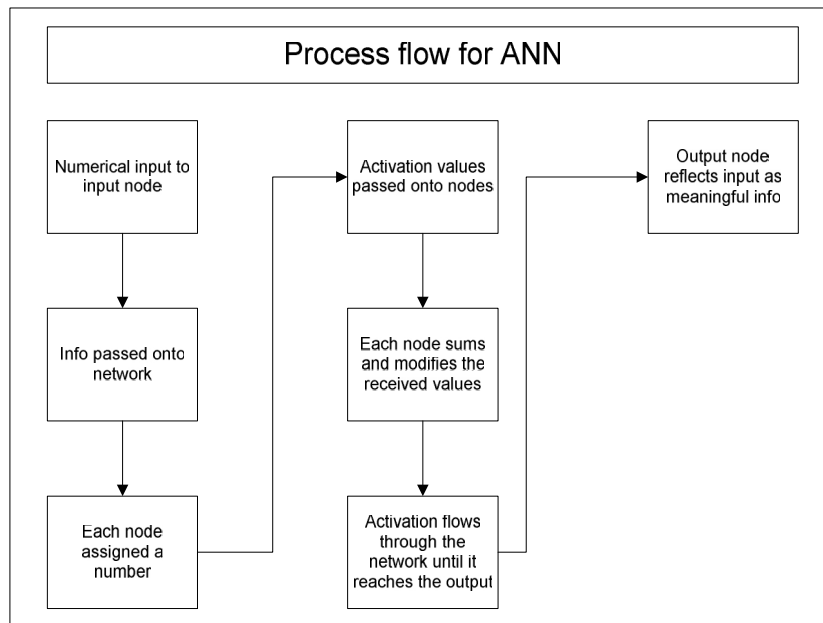 Process flow for ANN
Numerical input to
input node
Info passed onto
network
Each node
assigned a
number
Activation values
passed onto nodes
Each node sums
and modifies the
received values
Activation flows
through the
network until it
reaches the output
Output node
reflects input as
meaningful info